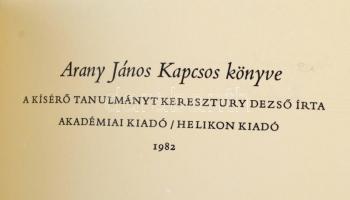 Arany János Kapcsos könyve
A KÍSÉRŐ TANULMÁNYT KERESZTURY DEZSŐ ÍRTA
AKADÉMIAI KIADÓ / HELIKON KIADÓ
1982